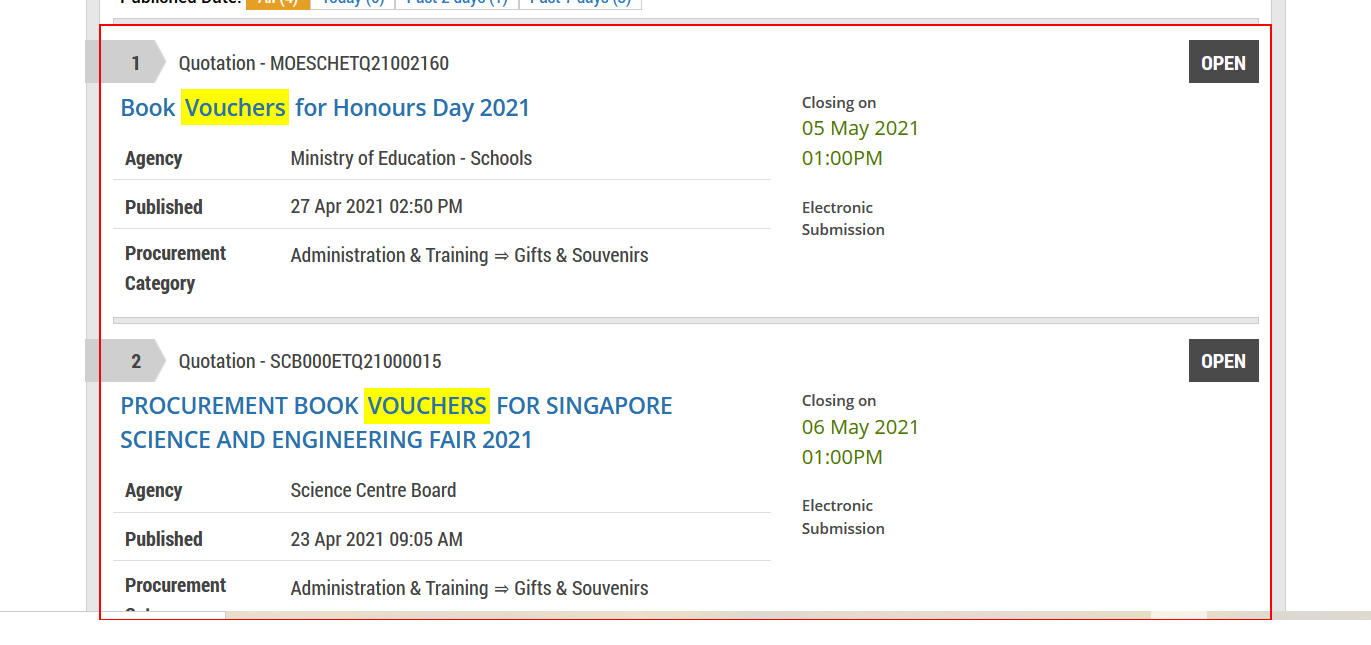 Published Date: All (4) Today (0) Past 2 days (1) Past 7 days (3)
1 Quotation - MOESCHETQ21002160 OPEN
Book Vouchers for Honours Day 2021
Closing on
05 May 2021
01:00PM
Agency Ministry of Education - Schools
Published 27 Apr 2021 02:50 PM
Electronic
Submission
Procurement Category Administration & Training ⇒ Gifts & Souvenirs
2 Quotation - SCB000ETQ21000015 OPEN
PROCUREMENT BOOK VOUCHERS FOR SINGAPORE
SCIENCE AND ENGINEERING FAIR 2021
Closing on
06 May 2021
01:00PM
Agency Science Centre Board
Published 23 Apr 2021 09:05 AM
Electronic
Submission
Procurement Administration & Training ⇒ Gifts & Souvenirs